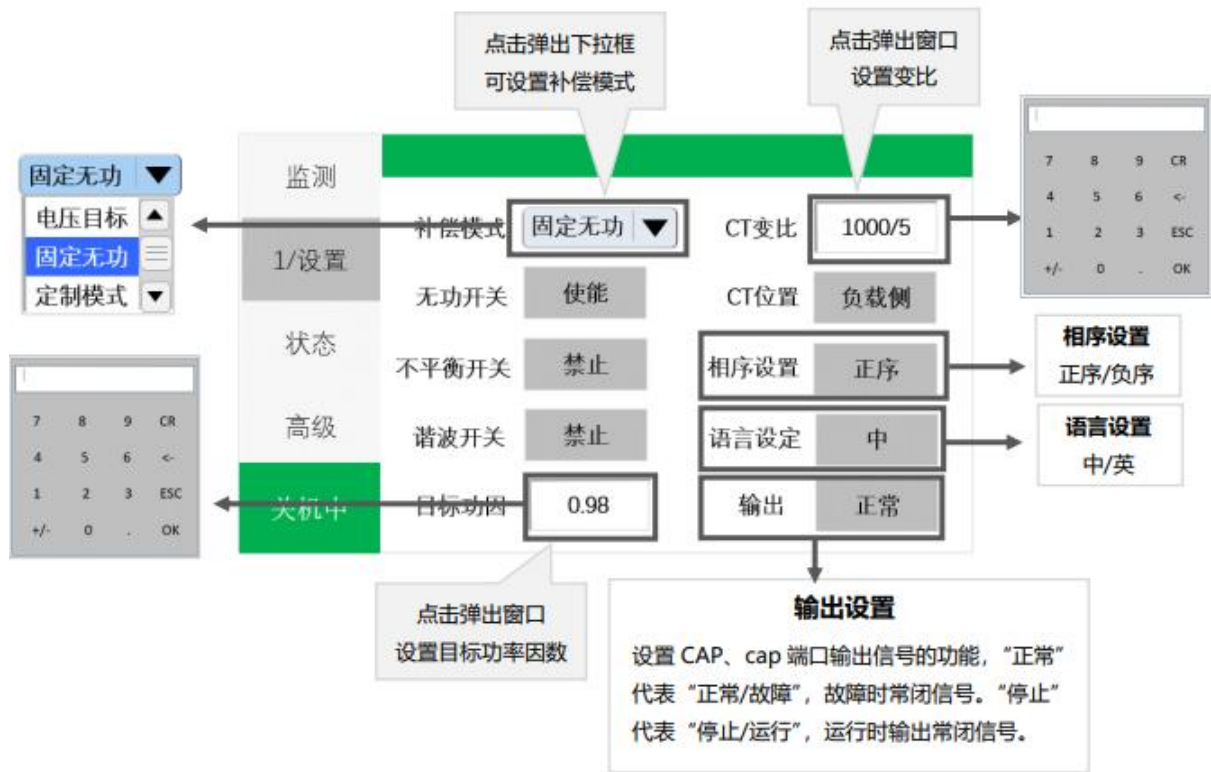 点击弹出下拉框
可设置补偿模式
点击弹出窗口
设置变比
固定无功
电压目标
固定无功
定制模式
监测
1/设置
状态
高级
关机中
补偿模式
固定无功
CT变比
1000/5
无功开关
使能
CT位置
负载侧
不平衡开关
禁止
相序设置
正序
谐波开关
禁止
语言设定
中
目标功因
0.98
输出
正常
7 8 9 CR
4 5 6 <-
1 2 3 ESC
+/- 0 . OK
相序设置
正序/负序
语言设置
中/英
7 8 9 CR
4 5 6 <-
1 2 3 ESC
+/- 0 . OK
点击弹出窗口
设置目标功率因数
输出设置
设置 CAP、cap 端口输出信号的功能，“正常”
代表“正常/故障”，故障时常闭信号。“停止”
代表“停止/运行”，运行时输出常闭信号。